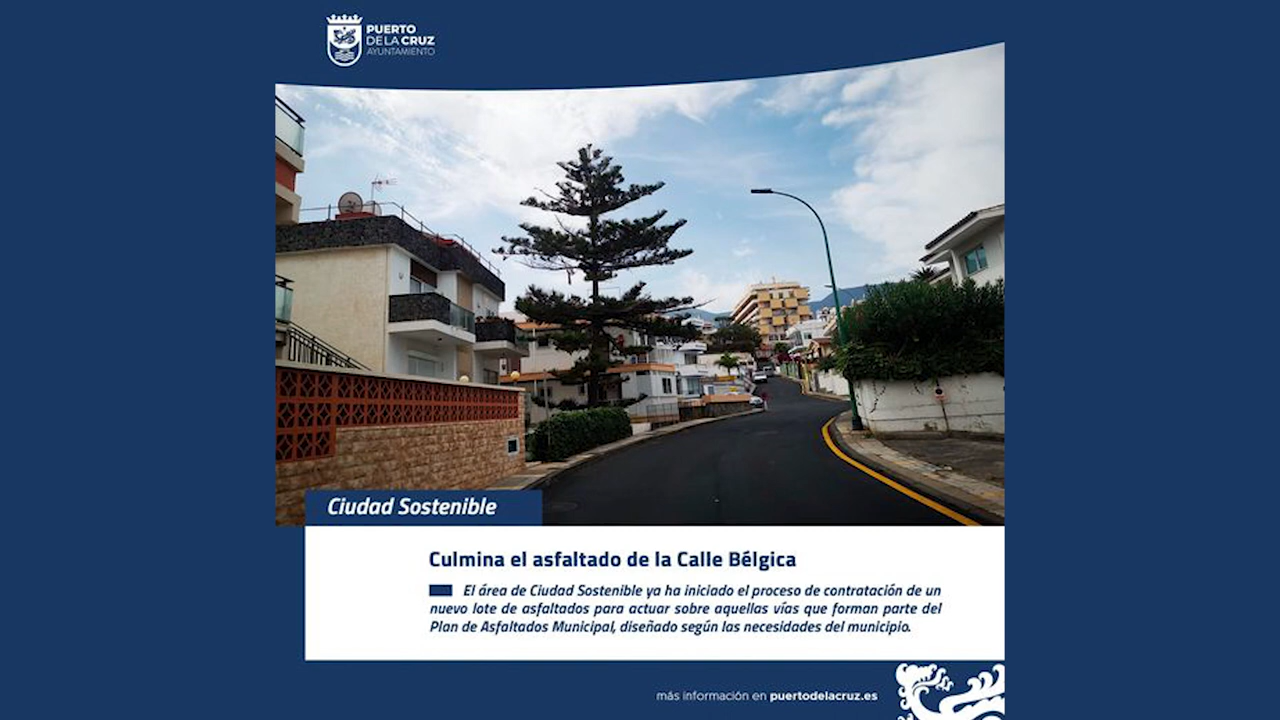 PUERTO
DE LA CRUZ
AYUNTAMIENTO
Ciudad Sostenible
Culmina el asfaltado de la Calle Bélgica
El área de Ciudad Sostenible ya ha iniciado el proceso de contratación de un
nuevo lote de asfaltados para actuar sobre aquellas vías que forman parte del
Plan de Asfaltados Municipal, diseñado según las necesidades del municipio.
más información en puertodelacruz.es